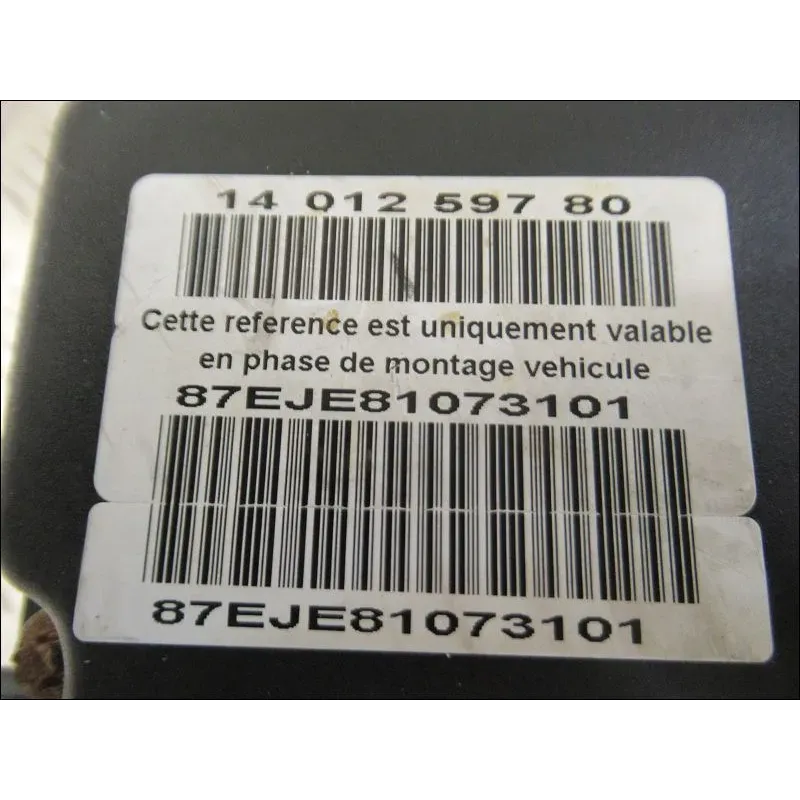 14 012 597 80
Cette reference est uniquement valable
en phase de montage vehicule
87EJE81073101
87EJE81073101